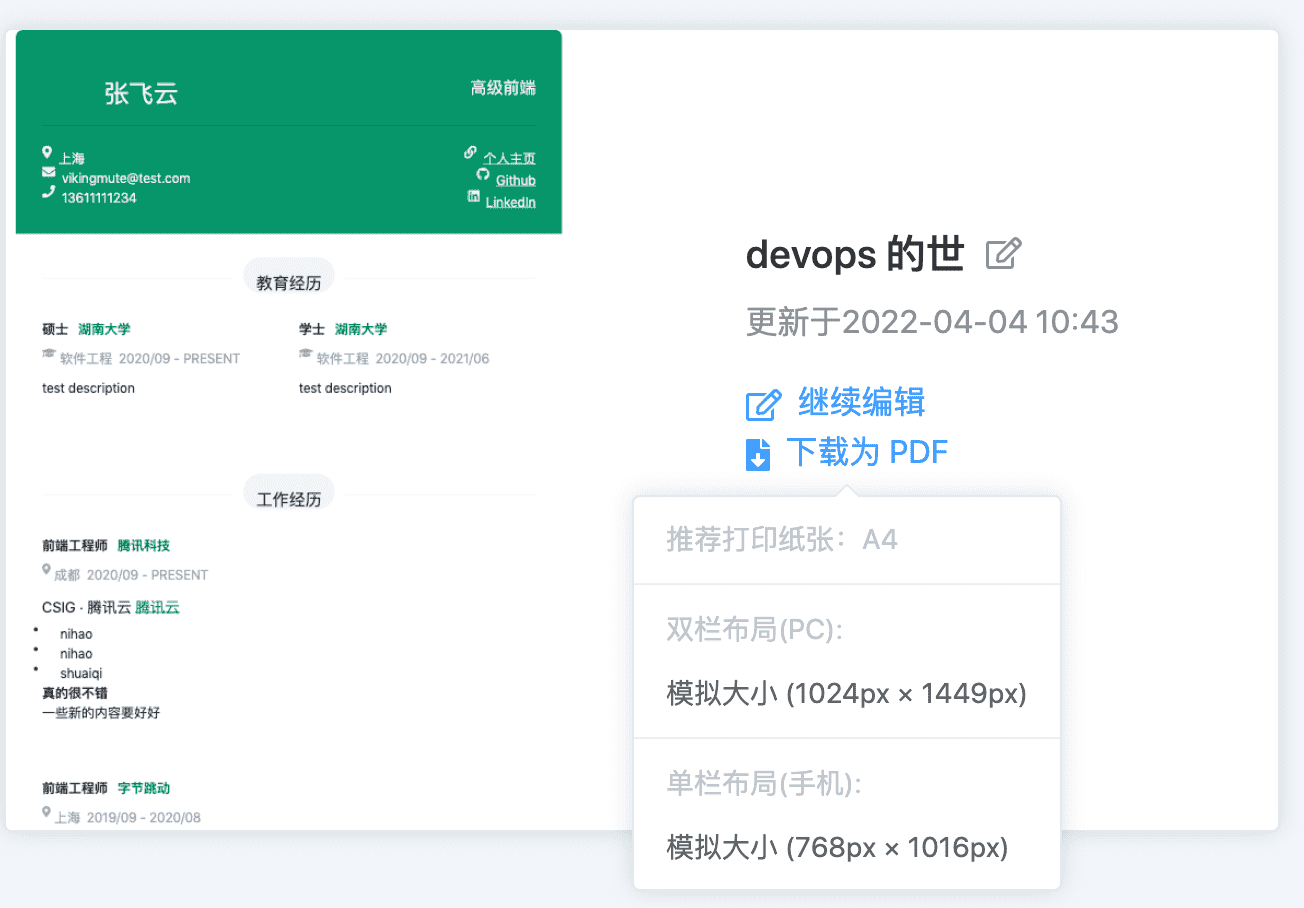 张飞云
高级前端
上海
vikingmute@test.com
13611111234
个人主页
Github
LinkedIn
教育经历
硕士 湖南大学
软件工程 2020/09 - PRESENT
test description
学士 湖南大学
软件工程 2020/09 - 2021/06
test description
工作经历
前端工程师 腾讯科技
成都 2020/09 - PRESENT
CSIG · 腾讯云 腾讯云
• nihao
• nihao
• shuaiqi
真的很不错
一些新的内容要好好
前端工程师 字节跳动
上海 2019/09 - 2020/08
devops 的世
更新于2022-04-04 10:43
继续编辑
下载为 PDF
推荐打印纸张：A4
双栏布局(PC):
模拟大小 (1024px × 1449px)
单栏布局(手机):
模拟大小 (768px × 1016px)